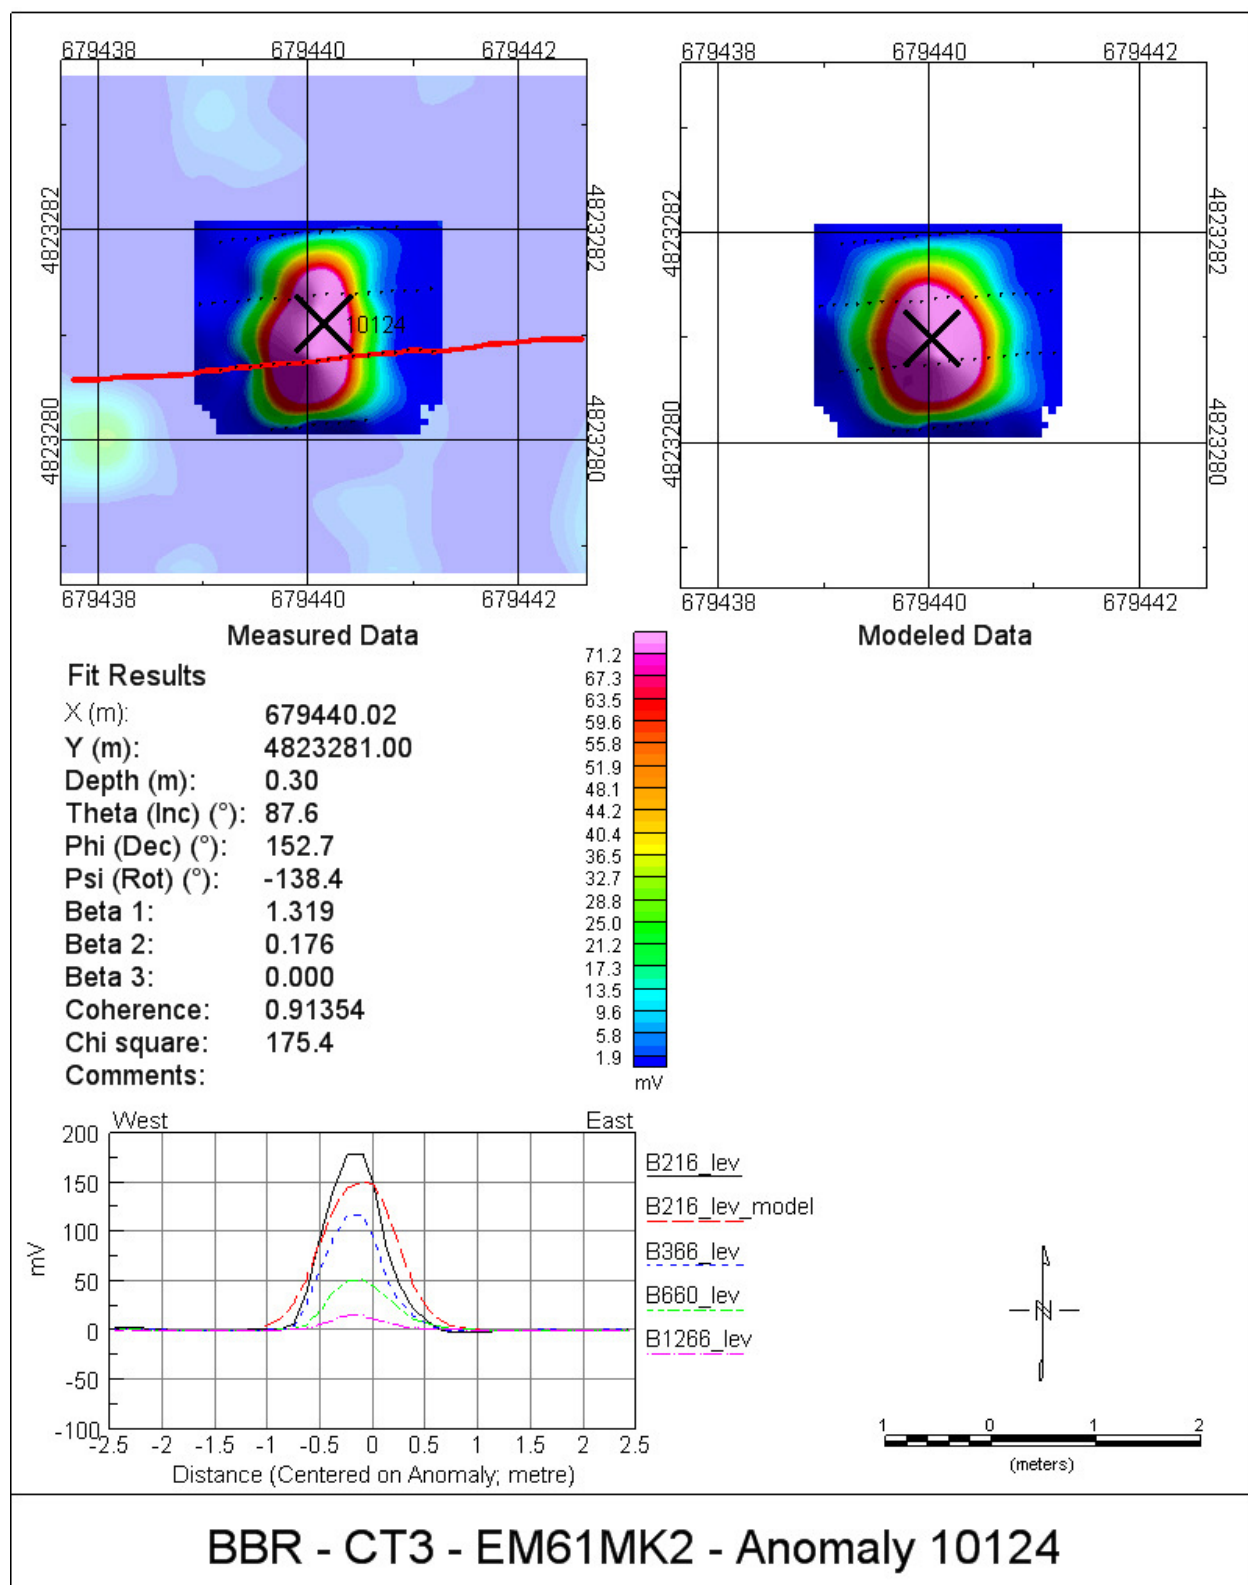 679438 679440 679442 679438 679440 679442
4823282 4823282 4823282 4823282
10124
4823280 4823280 4823280 4823280
679438 679440 679442 679438 679440 679442
Measured Data Modeled Data
Fit Results
X (m): 679440.02
Y (m): 4823281.00
Depth (m): 0.30
Theta (Inc) (°): 87.6
Phi (Dec) (°): 152.7
Psi (Rot) (°): -138.4
Beta 1: 1.319
Beta 2: 0.176
Beta 3: 0.000
Coherence: 0.91354
Chi square: 175.4
Comments:
71.2
67.3
63.5
59.6
55.8
51.9
48.1
44.2
40.4
36.5
32.7
28.8
25.0
21.2
17.3
13.5
9.6
5.8
1.9
mV
West East
200
150
100
50
0
-50
-100
mV
-2.5 -2 -1.5 -1 -0.5 0 0.5 1 1.5 2 2.5
Distance (Centered on Anomaly; metre)
B216_lev
B216_lev_model
B366_lev
B660_lev
B1266_lev
N
1 0 1 2
(meters)
BBR - CT3 - EM61MK2 - Anomaly 10124